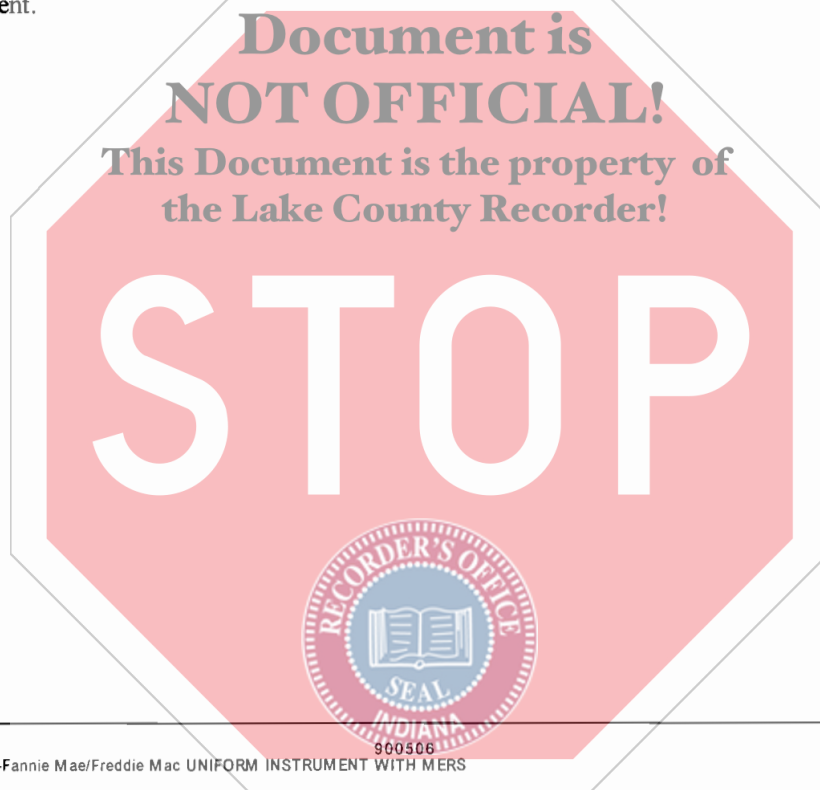 ent.
Document is
NOT OFFICIAL!
This Document is the property of
the Lake County Recorder!
STOP
RECORDER'S OFFICE
SEAL
INDIANA
900506
-Fannie Mae/Freddie Mac UNIFORM INSTRUMENT WITH MERS